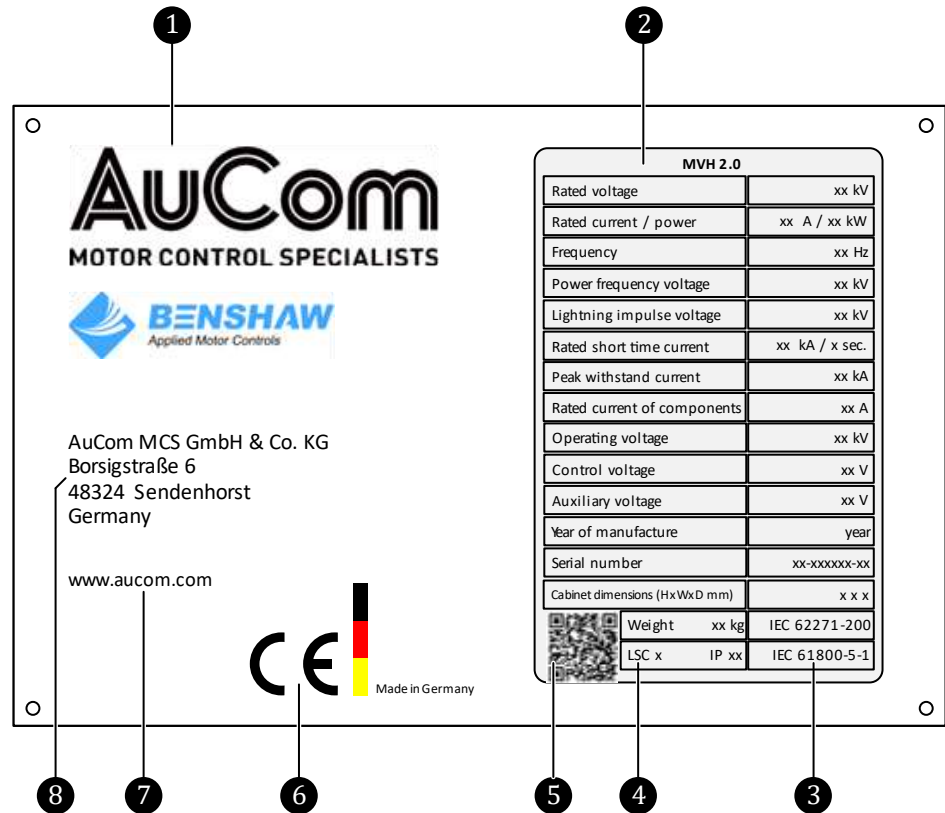 1
2
AuCom
MOTOR CONTROL SPECIALISTS
BENSHAW
Applied Motor Controls
AuCom MCS GmbH & Co. KG
Borsigstraße 6
48324 Sendenhorst
Germany
www.aucom.com
CE
Made in Germany
MVH 2.0
Rated voltage xx kV
Rated current / power xx A / xx kW
Frequency xx Hz
Power frequency voltage xx kV
Lightning impulse voltage xx kV
Rated short time current xx kA / x sec.
Peak withstand current xx kA
Rated current of components xx A
Operating voltage xx kV
Control voltage xx V
Auxiliary voltage xx V
Year of manufacture year
Serial number xx-xxxxxx-xx
Cabinet dimensions (HxWxD mm) x x x
Weight xx kg IEC 62271-200
LSC x IP xx IEC 61800-5-1
8
7
6
5
4
3